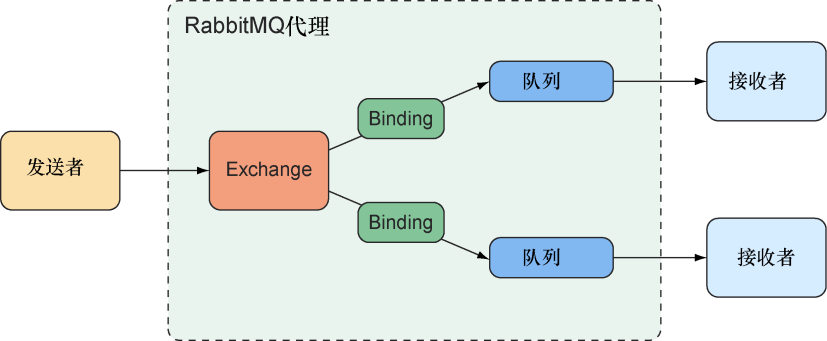 RabbitMQ代理
发送者
Exchange
Binding
队列
接收者
Binding
队列
接收者